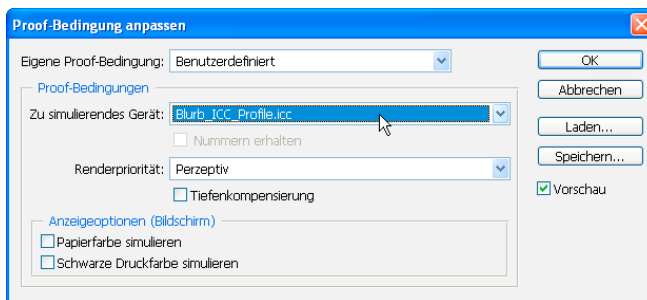 Proof-Bedingung anpassen
Eigene Proof-Bedingung: Benutzerdefiniert
OK
Proof-Bedingungen
Abbrechen
Zu simulierendes Gerät: Blurb_ICC_Profile.icc
Laden...
Nummern erhalten
Speichern...
Renderpriorität: Perzeptiv
Vorschau
Tiefenkompensierung
Anzeigeoptionen (Bildschirm)
Papierfarbe simulieren
Schwarze Druckfarbe simulieren